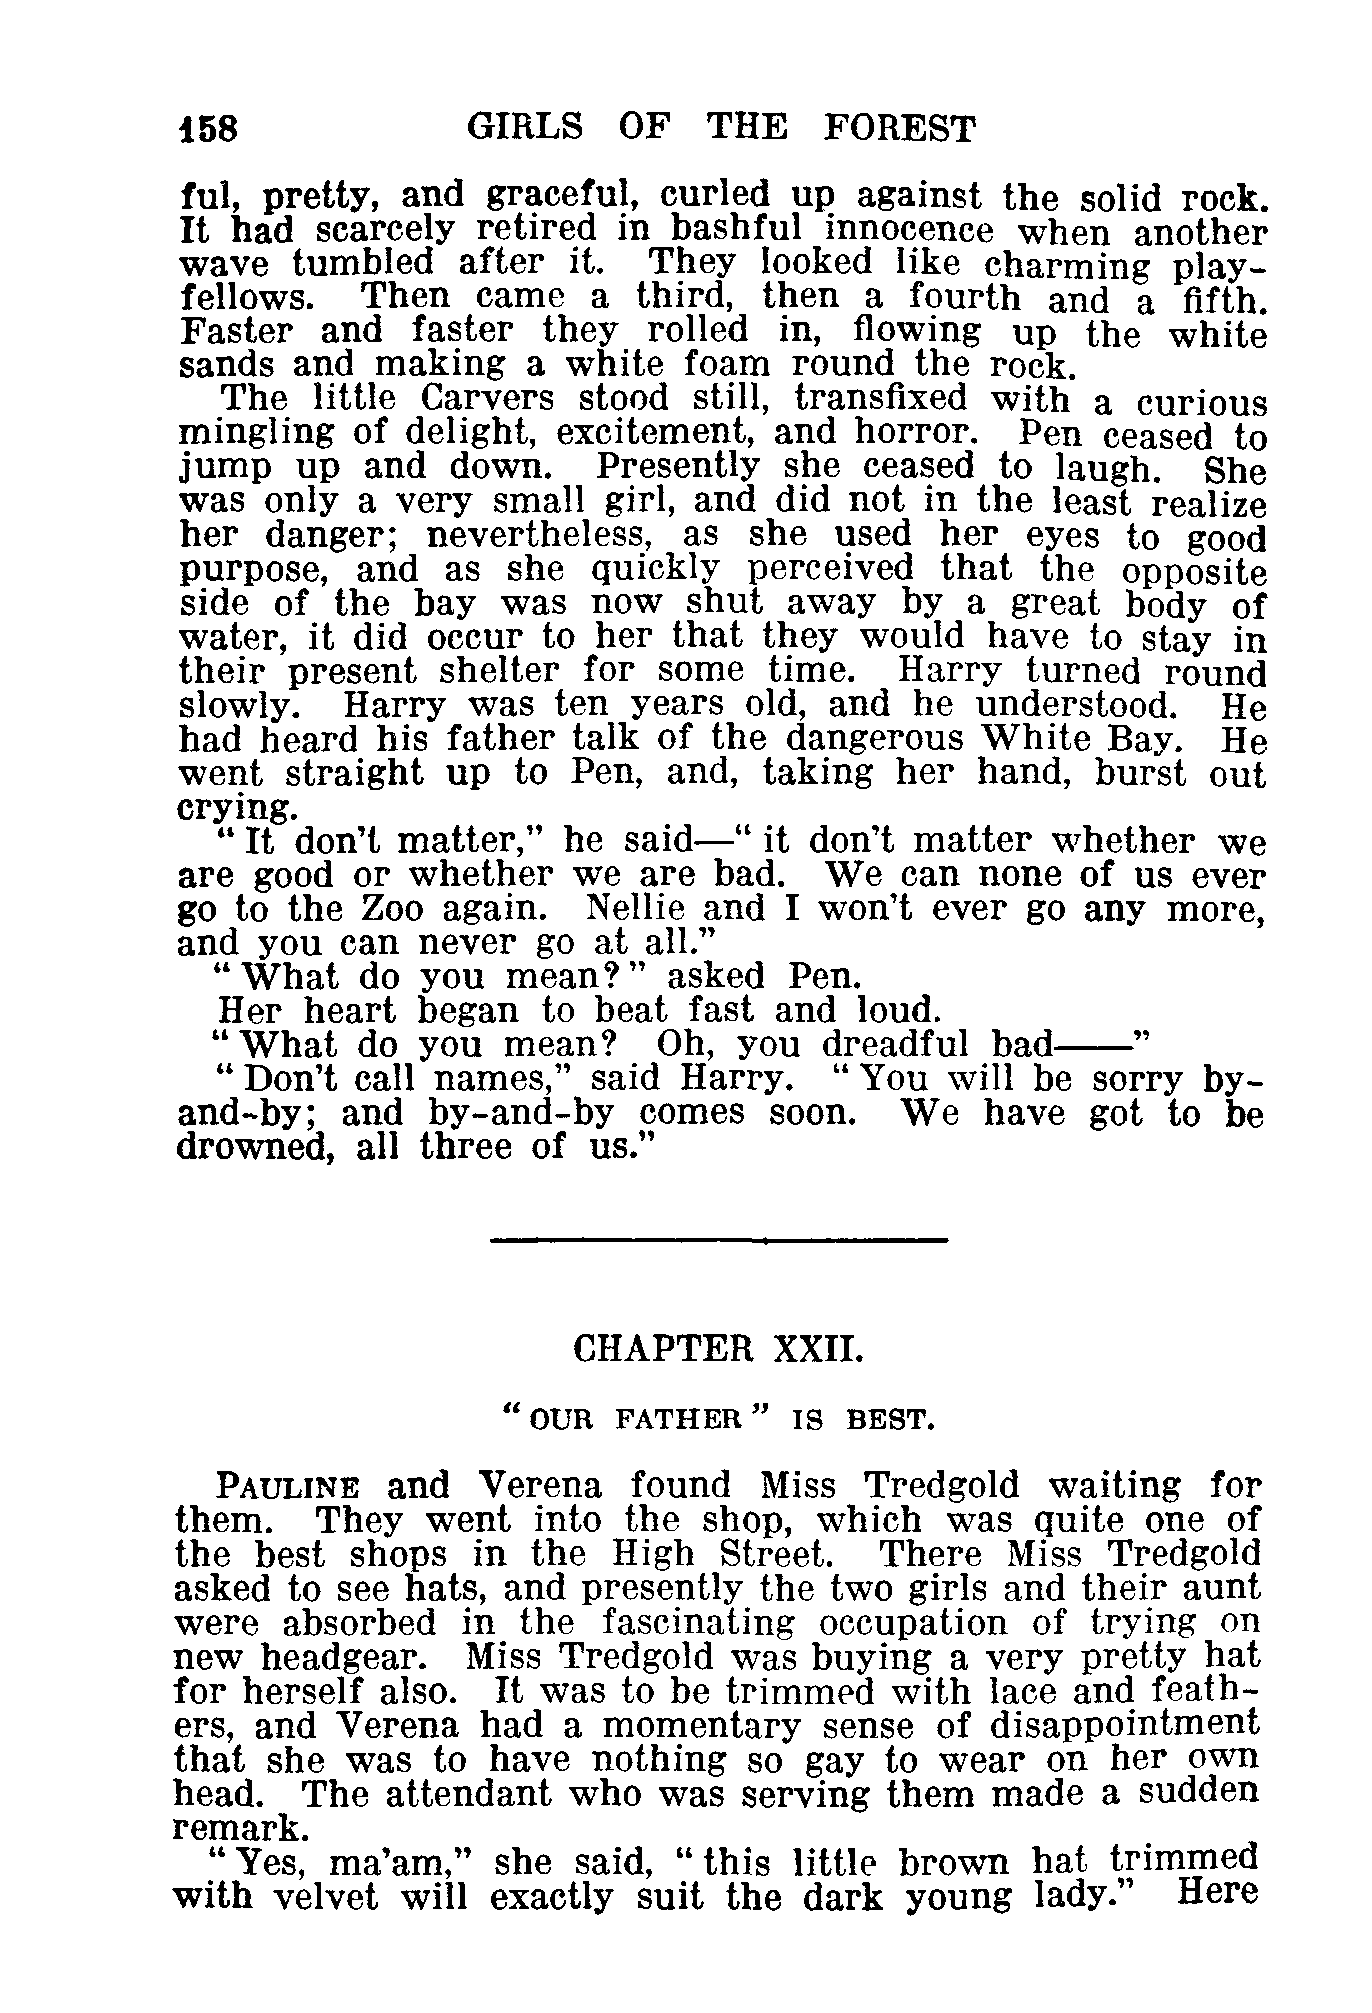 158 GIRLS OF THE FOREST
ful, pretty, and graceful, curled up against the solid rock.
It had scarcely retired in bashful innocence when another
wave tumbled after it. They looked like charming play-
fellows. Then came a third, then a fourth and a fifth.
Faster and faster they rolled in, flowing up the white
sands and making a white foam round the rock.
The little Carvers stood still, transfixed with a curious
mingling of delight, excitement, and horror. Pen ceased to
jump up and down. Presently she ceased to laugh. She
was only a very small girl, and did not in the least realize
her danger; nevertheless, as she used her eyes to good
purpose, and as she quickly perceived that the opposite
side of the bay was now shut away by a great body of
water, it did occur to her that they would have to stay in
their present shelter for some time. Harry turned round
slowly. Harry was ten years old, and he understood. He
had heard his father talk of the dangerous White Bay. He
went straight up to Pen, and, taking her hand, burst out
crying.
“ It don’t matter,” he said—“ it don’t matter whether we
are good or whether we are bad. We can none of us ever
go to the Zoo again. Nellie and I won’t ever go any more,
and you can never go at all.”
“ What do you mean? ” asked Pen.
Her heart began to beat fast and loud.
“ What do you mean? Oh, you dreadful bad——”
“ Don’t call names,” said Harry. “ You will be sorry by-
and-by; and by-and-by comes soon. We have got to be
drowned, all three of us.”
CHAPTER XXII.
“ OUR FATHER ” IS BEST.
PAULINE and Verena found Miss Tredgold waiting for
them. They went into the shop, which was quite one of
the best shops in the High Street. There Miss Tredgold
asked to see hats, and presently the two girls and their aunt
were absorbed in the fascinating occupation of trying on
new headgear. Miss Tredgold was buying a very pretty hat
for herself also. It was to be trimmed with lace and feath-
ers, and Verena had a momentary sense of disappointment
that she was to have nothing so gay to wear on her own
head. The attendant who was serving them made a sudden
remark.
“ Yes, ma’am,” she said, “ this little brown hat trimmed
with velvet will exactly suit the dark young lady.” Here